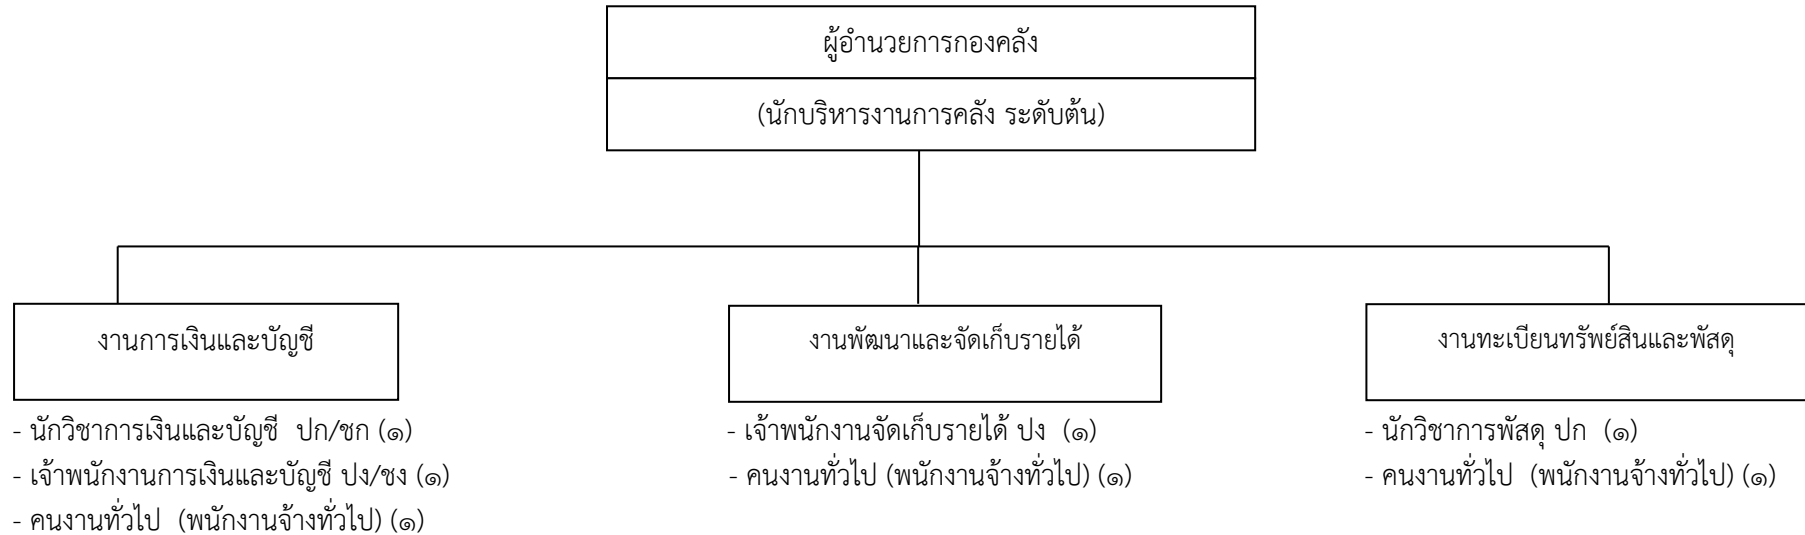 ผู้อำนวยการกองคลัง
(นักบริหารงานการคลัง ระดับต้น)
งานการเงินและบัญชี
- นักวิชาการเงินและบัญชี ปก/ชก (๑)
- เจ้าพนักงานการเงินและบัญชี ปง/ชง (๑)
- คนงานทั่วไป (พนักงานจ้างทั่วไป) (๑)
งานพัฒนาและจัดเก็บรายได้
- เจ้าพนักงานจัดเก็บรายได้ ปง (๑)
- คนงานทั่วไป (พนักงานจ้างทั่วไป) (๑)
งานทะเบียนทรัพย์สินและพัสดุ
- นักวิชาการพัสดุ ปก (๑)
- คนงานทั่วไป (พนักงานจ้างทั่วไป) (๑)